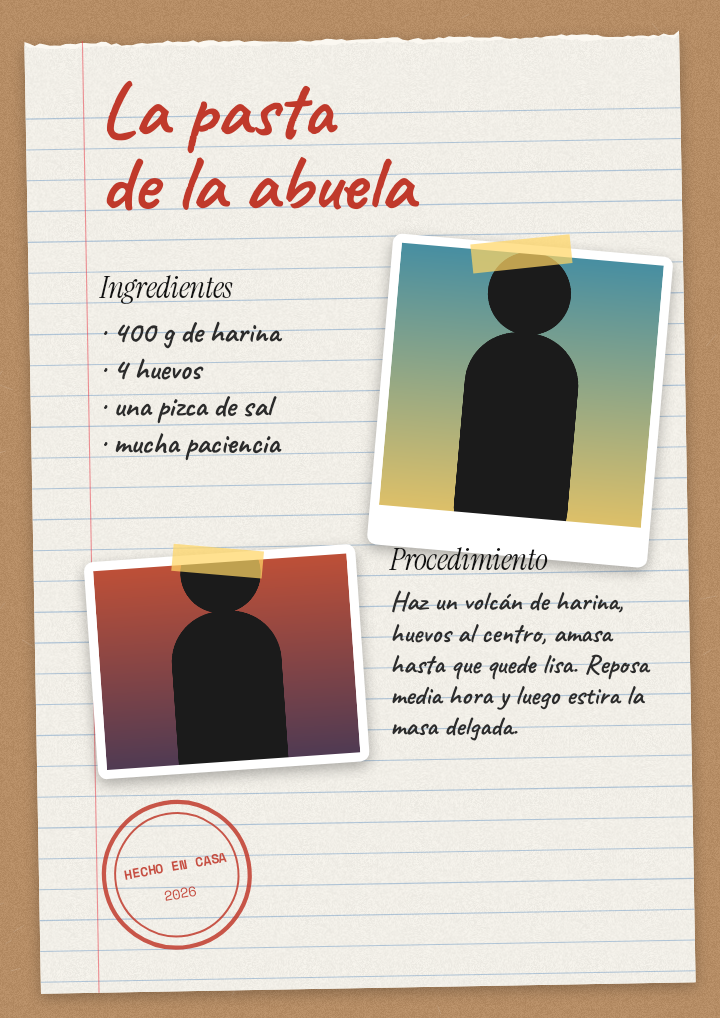 La pasta
de la abuela
Ingredientes
· 400 g de harina
· 4 huevos
· una pizca de sal
· mucha paciencia
Procedimiento
Haz un volcán de harina,
huevos al centro, amasa
hasta que quede lisa. Reposa
media hora y luego estira la
masa delgada.
HECHO EN CASA
2026